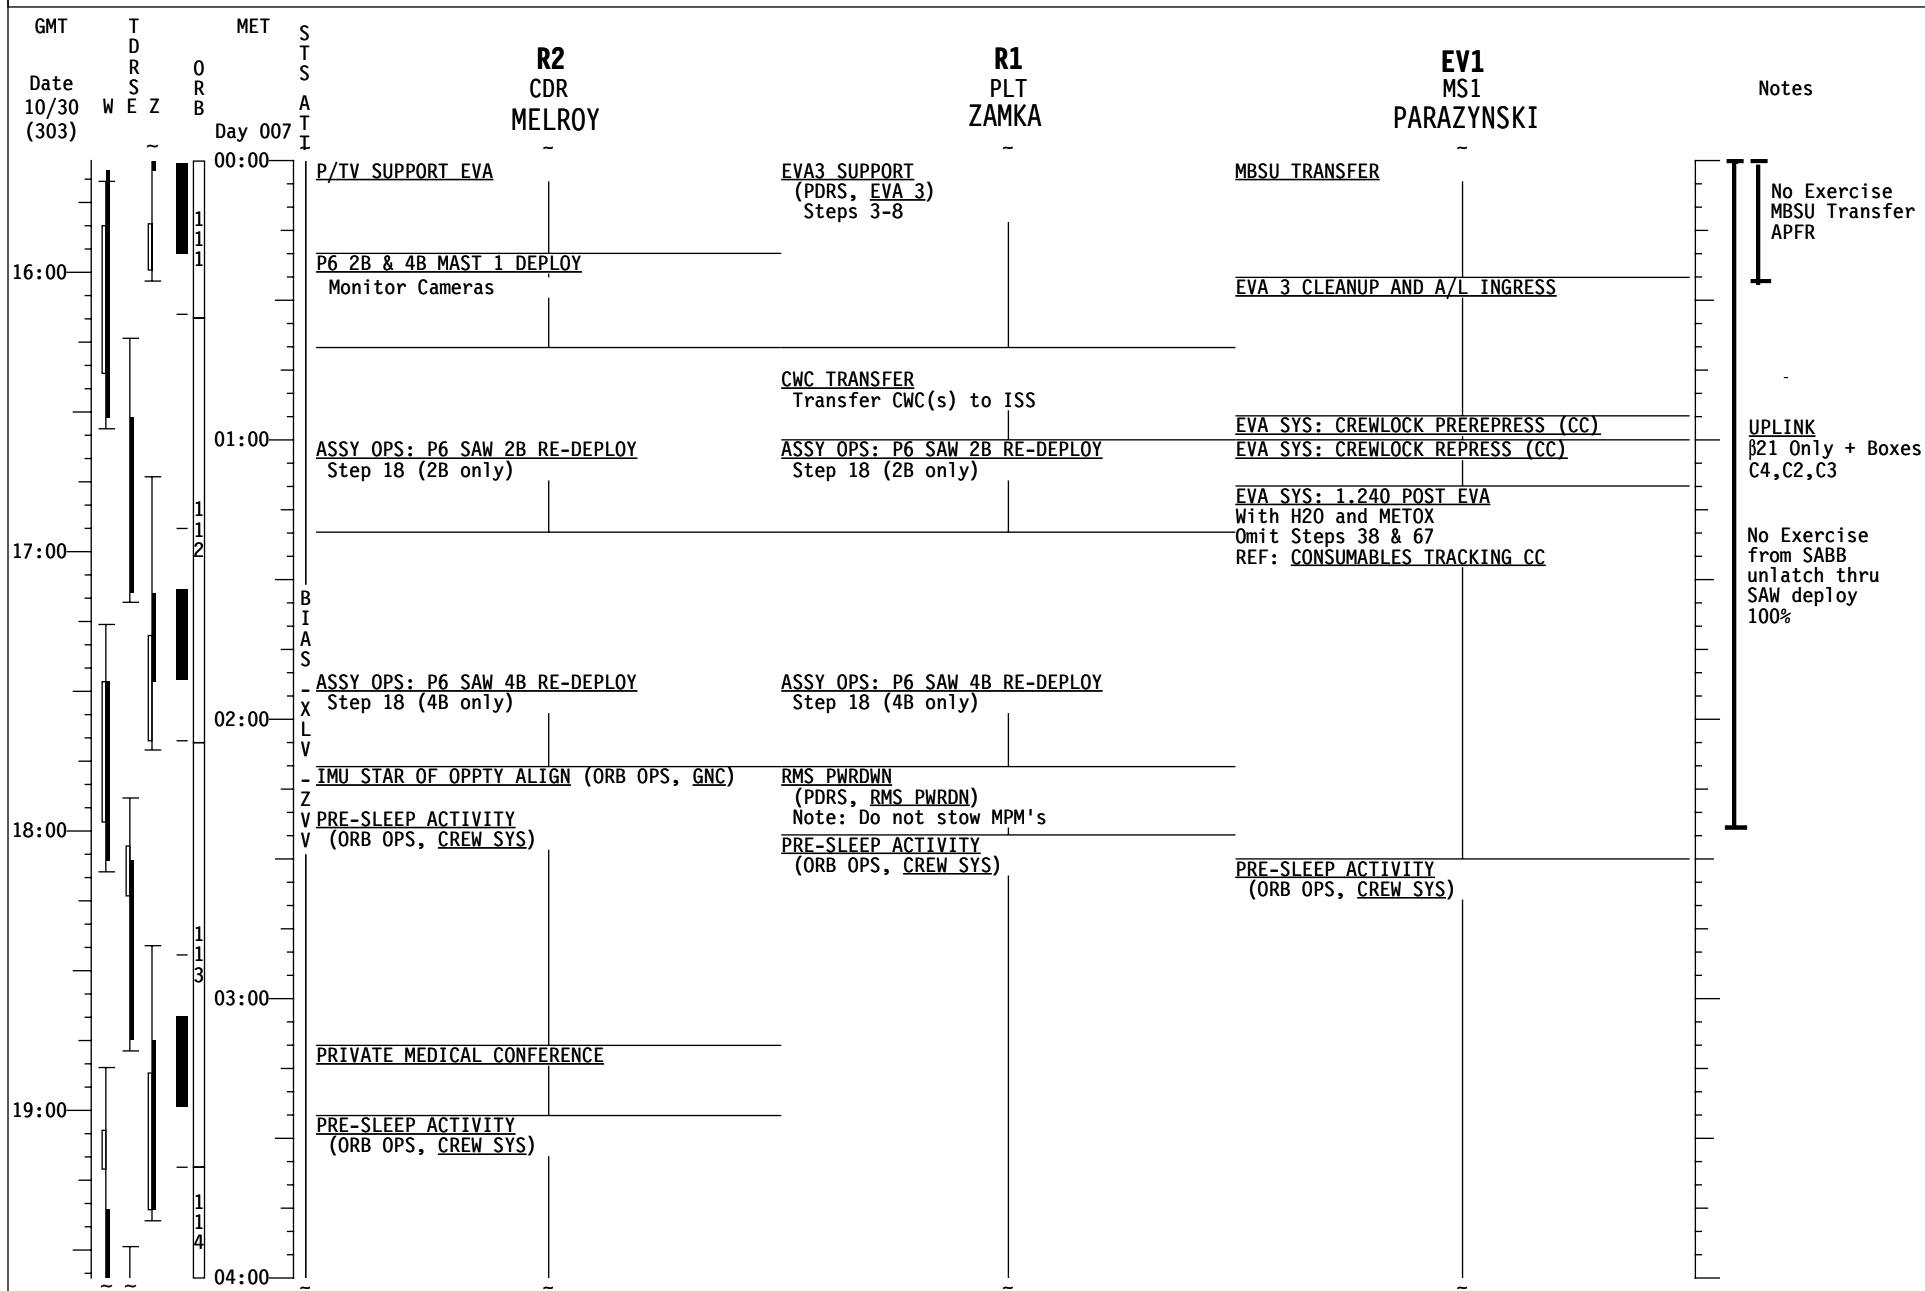 GMT
TDRS
MET
STS ATT
Date
10/30
(303)
W E Z
ORB
Day 007
R2
CDR
MELROY
R1
PLT
ZAMKA
EV1
MS1
PARAZYNSKI
Notes
~ ~ ~ ~ ~
00:00
P/TV SUPPORT EVA
EVA3 SUPPORT
(PDRS, EVA 3)
Steps 3-8
MBSU TRANSFER
No Exercise
MBSU Transfer
APFR
111
16:00
P6 2B & 4B MAST 1 DEPLOY
Monitor Cameras
EVA 3 CLEANUP AND A/L INGRESS
CWC TRANSFER
Transfer CWC(s) to ISS
-
EVA SYS: CREWLOCK PREREPRESS (CC)
UPLINK
β21 Only + Boxes
C4,C2,C3
01:00
ASSY OPS: P6 SAW 2B RE-DEPLOY
Step 18 (2B only)
ASSY OPS: P6 SAW 2B RE-DEPLOY
Step 18 (2B only)
EVA SYS: CREWLOCK REPRESS (CC)
EVA SYS: 1.240 POST EVA
With H2O and METOX
Omit Steps 38 & 67
REF: CONSUMABLES TRACKING CC
112
17:00
No Exercise
from SABB
unlatch thru
SAW deploy
100%
BIAS -XLV -ZVV
ASSY OPS: P6 SAW 4B RE-DEPLOY
Step 18 (4B only)
ASSY OPS: P6 SAW 4B RE-DEPLOY
Step 18 (4B only)
02:00
IMU STAR OF OPPTY ALIGN (ORB OPS, GNC)
RMS PWRDWN
(PDRS, RMS PWRDN)
Note: Do not stow MPM's
18:00
PRE-SLEEP ACTIVITY
(ORB OPS, CREW SYS)
PRE-SLEEP ACTIVITY
(ORB OPS, CREW SYS)
PRE-SLEEP ACTIVITY
(ORB OPS, CREW SYS)
113
03:00
PRIVATE MEDICAL CONFERENCE
19:00
PRE-SLEEP ACTIVITY
(ORB OPS, CREW SYS)
114
04:00
~ ~ ~ ~ ~ ~